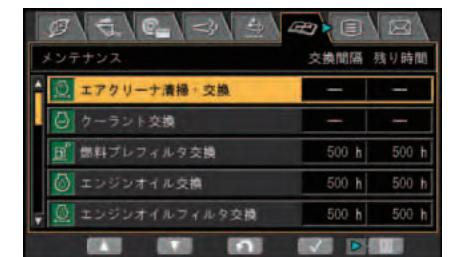 メンテナンス 交換間隔 残り時間
エアクリーナ清掃・交換 — —
クーラント交換 — —
燃料プレフィルタ交換 500 h 500 h
エンジンオイル交換 500 h 500 h
エンジンオイルフィルタ交換 500 h 500 h